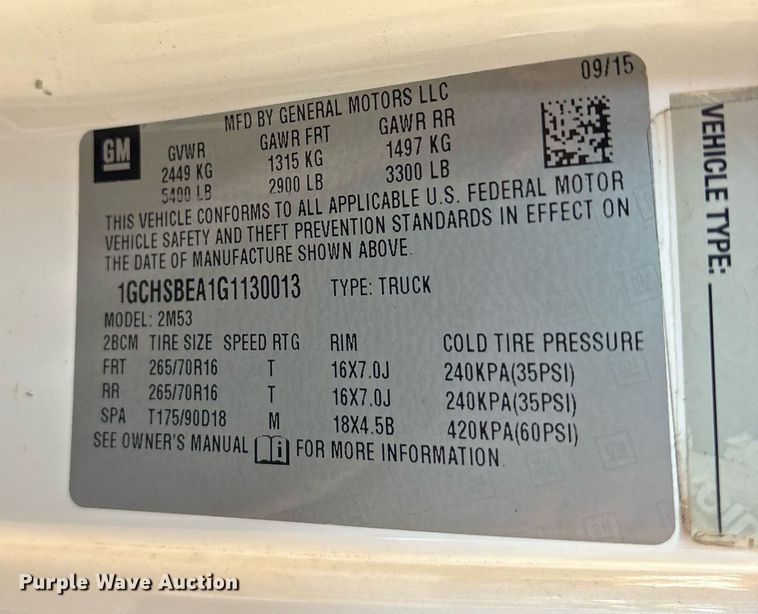 09/15
MFD BY GENERAL MOTORS LLC
GM
GVWR GAWR FRT GAWR RR
2449 KG 1315 KG 1497 KG
5400 LB 2900 LB 3300 LB
THIS VEHICLE CONFORMS TO ALL APPLICABLE U.S. FEDERAL MOTOR
VEHICLE SAFETY AND THEFT PREVENTION STANDARDS IN EFFECT ON
THE DATE OF MANUFACTURE SHOWN ABOVE.
1GCHSBEA1G1130013 TYPE: TRUCK
MODEL: 2M53
2BCM TIRE SIZE SPEED RTG RIM COLD TIRE PRESSURE
FRT 265/70R16 T 16X7.0J 240KPA(35PSI)
RR 265/70R16 T 16X7.0J 240KPA(35PSI)
SPA T175/90D18 M 18X4.5B 420KPA(60PSI)
SEE OWNER'S MANUAL FOR MORE INFORMATION.
VEHICLE TYPE:
Purple Wave Auction